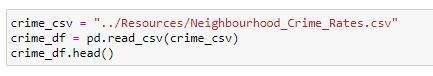 crime_csv = "../Resources/Neighbourhood_Crime_Rates.csv"
crime_df = pd.read_csv(crime_csv)
crime_df.head()